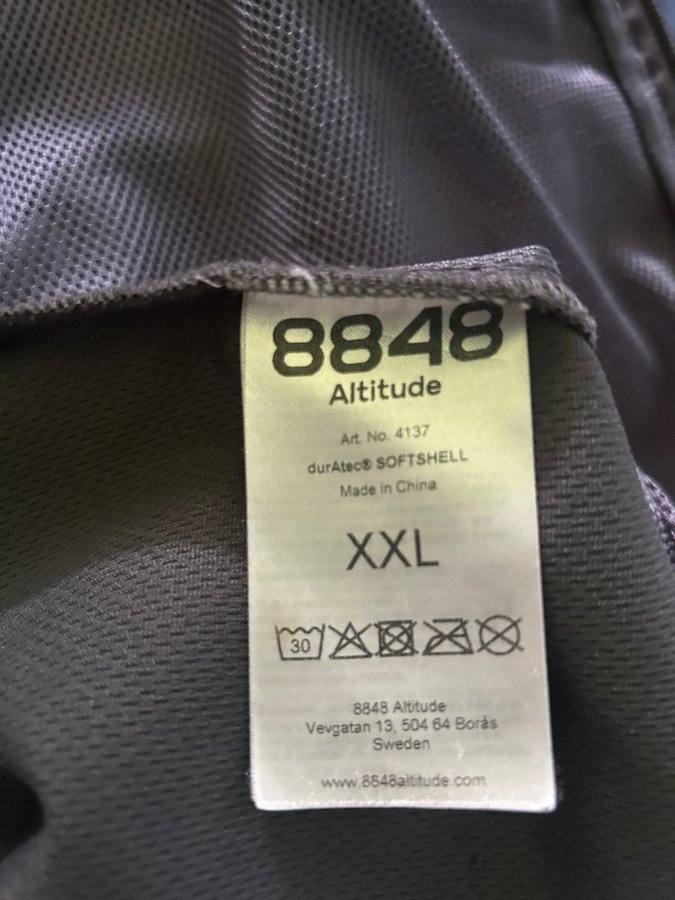 8848
Altitude
Art. No. 4137
durAtec® SOFTSHELL
Made in China
XXL
30
8848 Altitude
Vevgatan 13, 504 64 Borås
Sweden
www.8848altitude.com